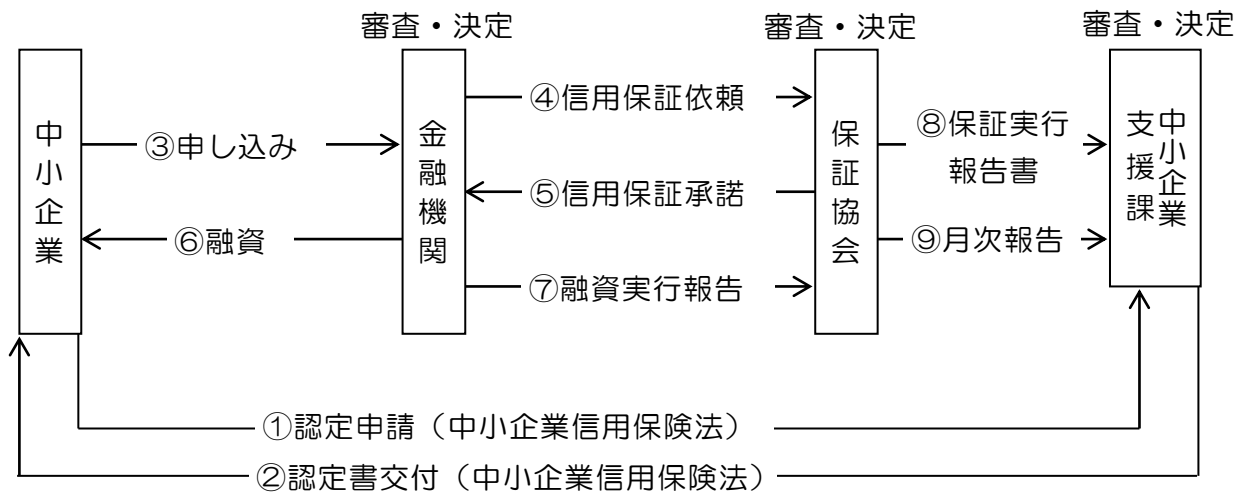 審査・決定
審査・決定
審査・決定
中小企業
金融機関
保証協会
中小企業
支援課
③申し込み
④信用保証依頼
⑤信用保証承諾
⑥融資
⑦融資実行報告
⑧保証実行
報告書
⑨月次報告
①認定申請（中小企業信用保険法）
②認定書交付（中小企業信用保険法）